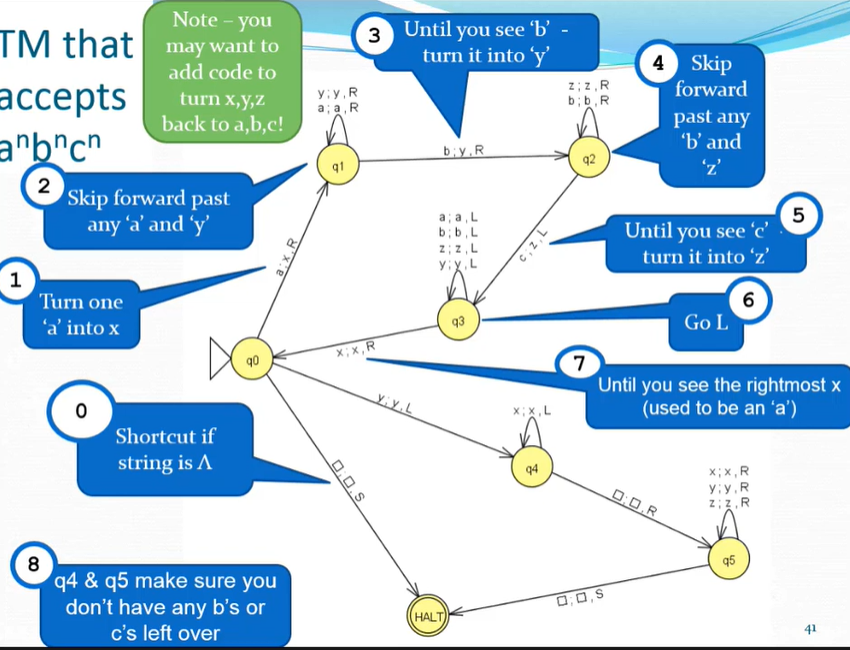 TM that
accepts
aⁿbⁿcⁿ
Note – you
may want to
add code to
turn x,y,z
back to a,b,c!
3
Until you see ‘b’ -
turn it into ‘y’
4
Skip
forward
past any
‘b’ and
‘z’
y ; y , R
a ; a , R
z ; z , R
b ; b , R
q1
b ; y , R
q2
2
Skip forward past
any ‘a’ and ‘y’
a ; x , R
a ; a , L
b ; b , L
z ; z , L
y ; y , L
c ; z , L
5
Until you see ‘c’ -
turn it into ‘z’
1
Turn one
‘a’ into x
q3
6
Go L
q0
x ; x , R
7
Until you see the rightmost x
(used to be an ‘a’)
y ; y , L
0
Shortcut if
string is Λ
x ; x , L
q4
□ ; □ , S
□ ; □ , R
x ; x , R
y ; y , R
z ; z , R
q5
8
q4 & q5 make sure you
don’t have any b’s or
c’s left over
□ ; □ , S
HALT
41